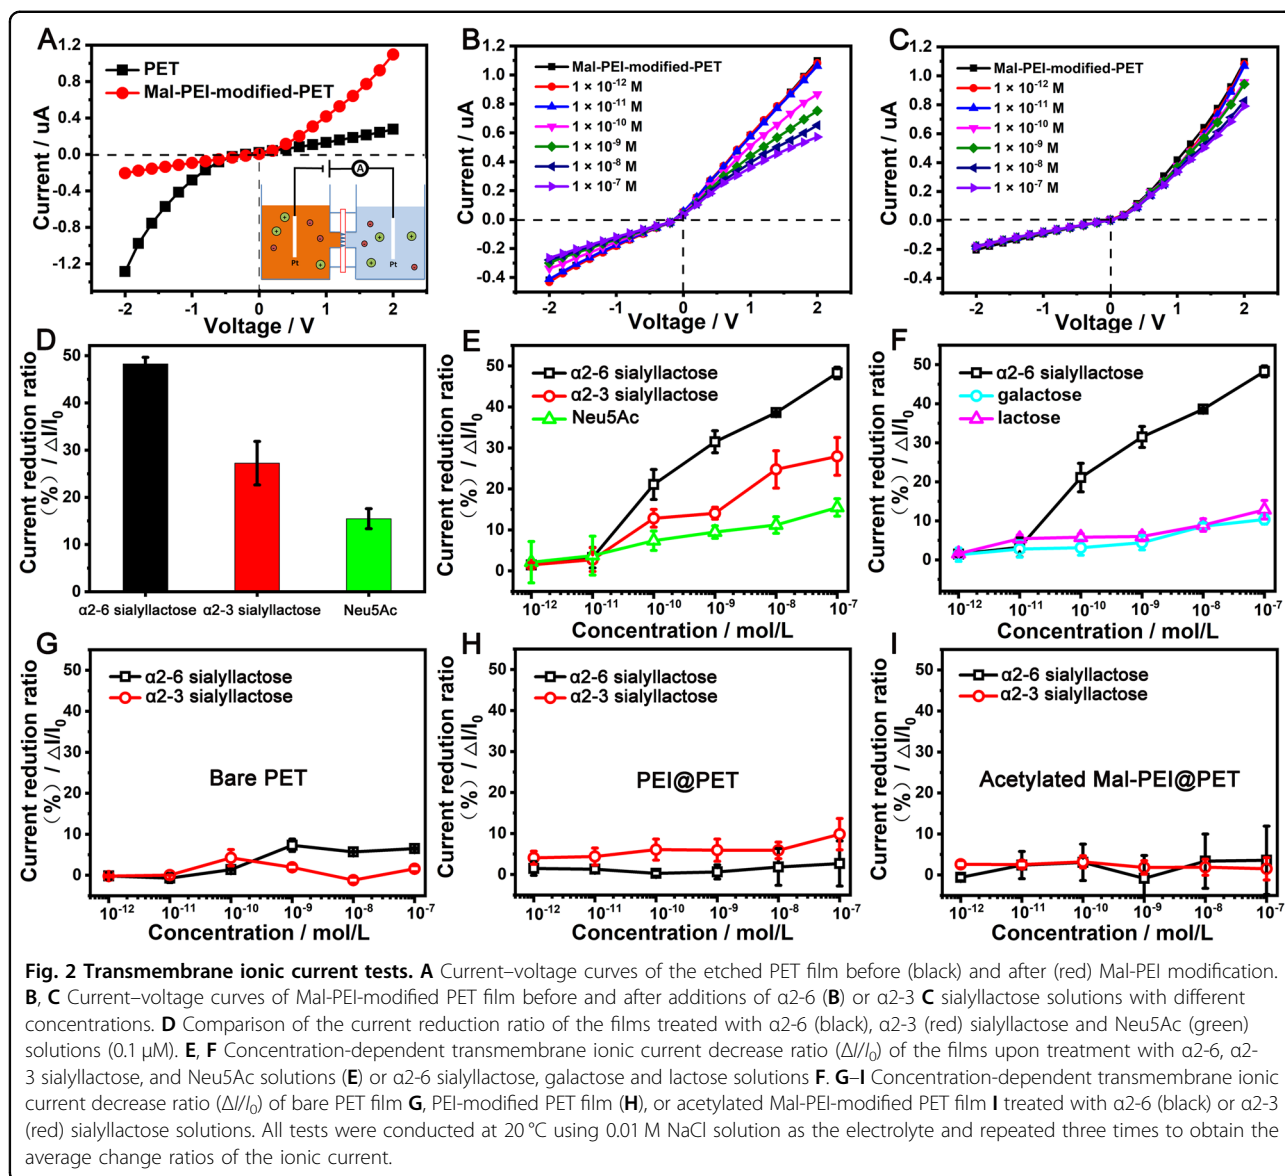 A
1.2
0.8
0.4
0.0
-0.4
-0.8
-1.2
Current / uA
PET
Mal-PEI-modified-PET
A
Pt
Pt
-2
-1
0
1
2
Voltage / V
B
1.2
1.0
0.8
0.6
0.4
0.2
0.0
-0.2
-0.4
Current / uA
Mal-PEI-modified-PET
1 × 10⁻¹² M
1 × 10⁻¹¹ M
1 × 10⁻¹⁰ M
1 × 10⁻⁹ M
1 × 10⁻⁸ M
1 × 10⁻⁷ M
-2
-1
0
1
2
Voltage / V
C
1.2
1.0
0.8
0.6
0.4
0.2
0.0
-0.2
-0.4
Current / uA
Mal-PEI-modified-PET
1 × 10⁻¹² M
1 × 10⁻¹¹ M
1 × 10⁻¹⁰ M
1 × 10⁻⁹ M
1 × 10⁻⁸ M
1 × 10⁻⁷ M
-2
-1
0
1
2
Voltage / V
D
50
40
30
20
10
0
Current redution ratio
(%) / △I/I₀
α2-6 sialyllactose
α2-3 sialyllactose
Neu5Ac
E
50
40
30
20
10
0
Current redution ratio
(%) / △I/I₀
α2-6 sialyllactose
α2-3 sialyllactose
Neu5Ac
10⁻¹²
10⁻¹¹
10⁻¹⁰
10⁻⁹
10⁻⁸
10⁻⁷
Concentration / mol/L
F
50
40
30
20
10
0
Current redution ratio
(%) / △I/I₀
α2-6 sialyllactose
galactose
lactose
10⁻¹²
10⁻¹¹
10⁻¹⁰
10⁻⁹
10⁻⁸
10⁻⁷
Concentration / mol/L
G
50
40
30
20
10
0
Current redution ratio
(%) / △I/I₀
α2-6 sialyllactose
α2-3 sialyllactose
Bare PET
10⁻¹²
10⁻¹¹
10⁻¹⁰
10⁻⁹
10⁻⁸
10⁻⁷
Concentration / mol/L
H
50
40
30
20
10
0
Current redution ratio
(%) / △I/I₀
α2-6 sialyllactose
α2-3 sialyllactose
PEI@PET
10⁻¹²
10⁻¹¹
10⁻¹⁰
10⁻⁹
10⁻⁸
10⁻⁷
Concentration / mol/L
I
50
40
30
20
10
0
Current redution ratio
(%) / △I/I₀
α2-6 sialyllactose
α2-3 sialyllactose
Acetylated Mal-PEI@PET
10⁻¹²
10⁻¹¹
10⁻¹⁰
10⁻⁹
10⁻⁸
10⁻⁷
Concentration / mol/L
Fig. 2 Transmembrane ionic current tests. A Current–voltage curves of the etched PET film before (black) and after (red) Mal-PEI modification.
B, C Current–voltage curves of Mal-PEI-modified PET film before and after additions of α2-6 (B) or α2-3 C sialyllactose solutions with different
concentrations. D Comparison of the current reduction ratio of the films treated with α2-6 (black), α2-3 (red) sialyllactose and Neu5Ac (green)
solutions (0.1 μM). E, F Concentration-dependent transmembrane ionic current decrease ratio (ΔI/I₀) of the films upon treatment with α2-6, α2-
3 sialyllactose, and Neu5Ac solutions (E) or α2-6 sialyllactose, galactose and lactose solutions F. G–I Concentration-dependent transmembrane ionic
current decrease ratio (ΔI/I₀) of bare PET film G, PEI-modified PET film (H), or acetylated Mal-PEI-modified PET film I treated with α2-6 (black) or α2-3
(red) sialyllactose solutions. All tests were conducted at 20 °C using 0.01 M NaCl solution as the electrolyte and repeated three times to obtain the
average change ratios of the ionic current.